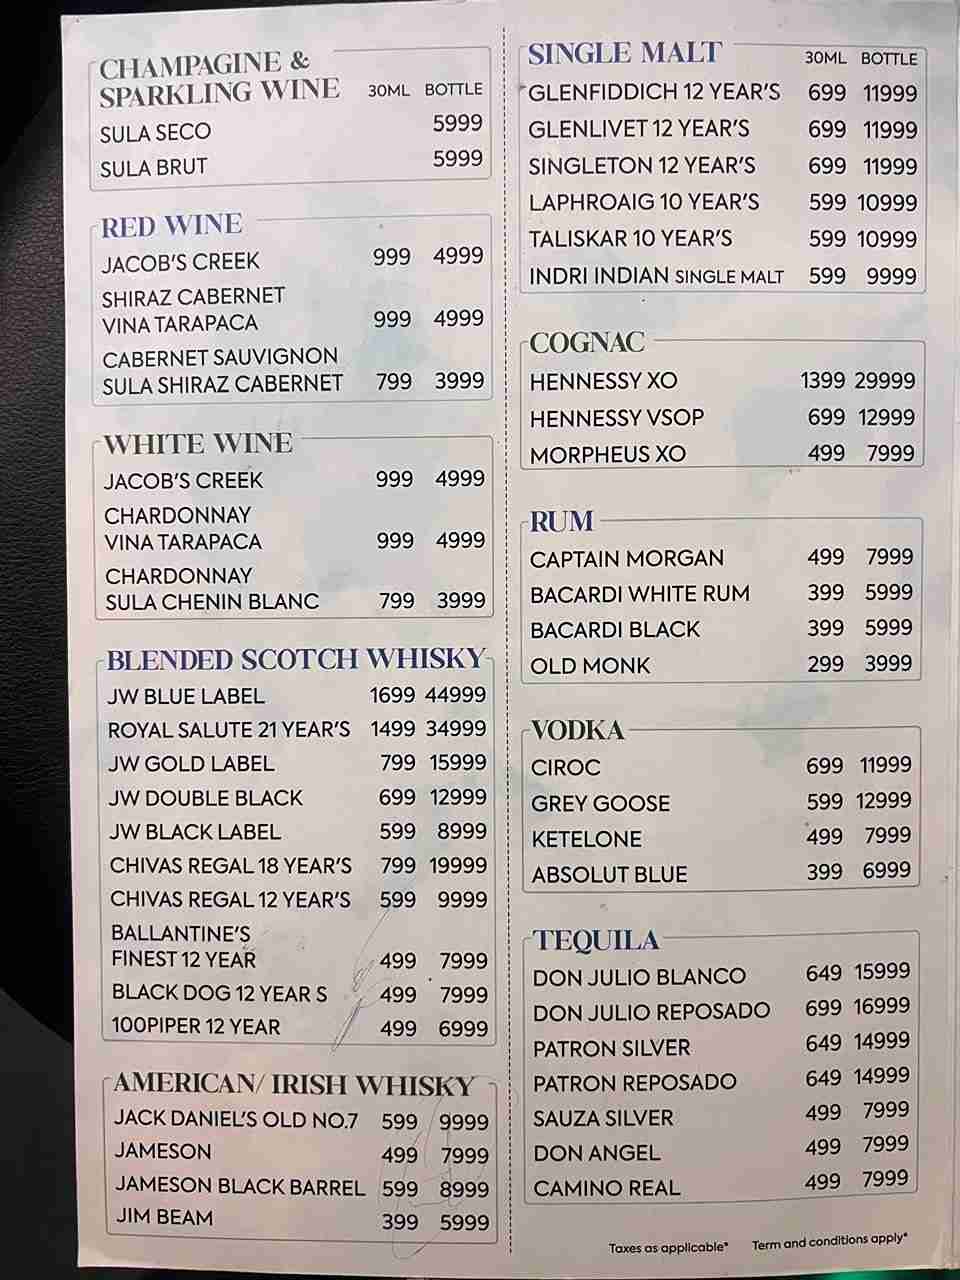 CHAMPAGINE &
SPARKLING WINE 30ML BOTTLE
SULA SECO 5999
SULA BRUT 5999
RED WINE
JACOB'S CREEK 999 4999
SHIRAZ CABERNET
VINA TARAPACA 999 4999
CABERNET SAUVIGNON
SULA SHIRAZ CABERNET 799 3999
WHITE WINE
JACOB'S CREEK 999 4999
CHARDONNAY
VINA TARAPACA 999 4999
CHARDONNAY
SULA CHENIN BLANC 799 3999
BLENDED SCOTCH WHISKY
JW BLUE LABEL 1699 44999
ROYAL SALUTE 21 YEAR'S 1499 34999
JW GOLD LABEL 799 15999
JW DOUBLE BLACK 699 12999
JW BLACK LABEL 599 8999
CHIVAS REGAL 18 YEAR'S 799 19999
CHIVAS REGAL 12 YEAR'S 599 9999
BALLANTINE'S
FINEST 12 YEAR 499 7999
BLACK DOG 12 YEAR S 499 7999
100PIPER 12 YEAR 499 6999
AMERICAN/ IRISH WHISKY
JACK DANIEL'S OLD NO.7 599 9999
JAMESON 499 7999
JAMESON BLACK BARREL 599 8999
JIM BEAM 399 5999
SINGLE MALT 30ML BOTTLE
GLENFIDDICH 12 YEAR'S 699 11999
GLENLIVET 12 YEAR'S 699 11999
SINGLETON 12 YEAR'S 699 11999
LAPHROAIG 10 YEAR'S 599 10999
TALISKAR 10 YEAR'S 599 10999
INDRI INDIAN SINGLE MALT 599 9999
COGNAC
HENNESSY XO 1399 29999
HENNESSY VSOP 699 12999
MORPHEUS XO 499 7999
RUM
CAPTAIN MORGAN 499 7999
BACARDI WHITE RUM 399 5999
BACARDI BLACK 399 5999
OLD MONK 299 3999
VODKA
CIROC 699 11999
GREY GOOSE 599 12999
KETELONE 499 7999
ABSOLUT BLUE 399 6999
TEQUILA
DON JULIO BLANCO 649 15999
DON JULIO REPOSADO 699 16999
PATRON SILVER 649 14999
PATRON REPOSADO 649 14999
SAUZA SILVER 499 7999
DON ANGEL 499 7999
CAMINO REAL 499 7999
Taxes as applicable* Term and conditions apply*